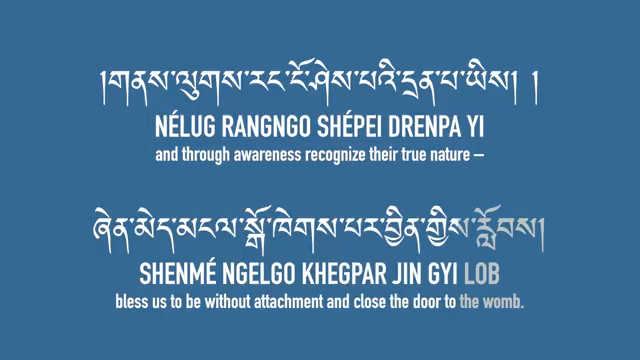 །གནས་ལུགས་རང་ངོ་ཤེས་པའི་དྲན་པ་ཡིས། །
NÉLUG RANGNGO SHÉPEI DRENPA YI
and through awareness recognize their true nature –
ཞེན་མེད་མངལ་སྒོ་ཁེགས་པར་བྱིན་གྱིས་རློབས།
SHENMÉ NGELGO KHEGPAR JIN GYI LOB
bless us to be without attachment and close the door to the womb.